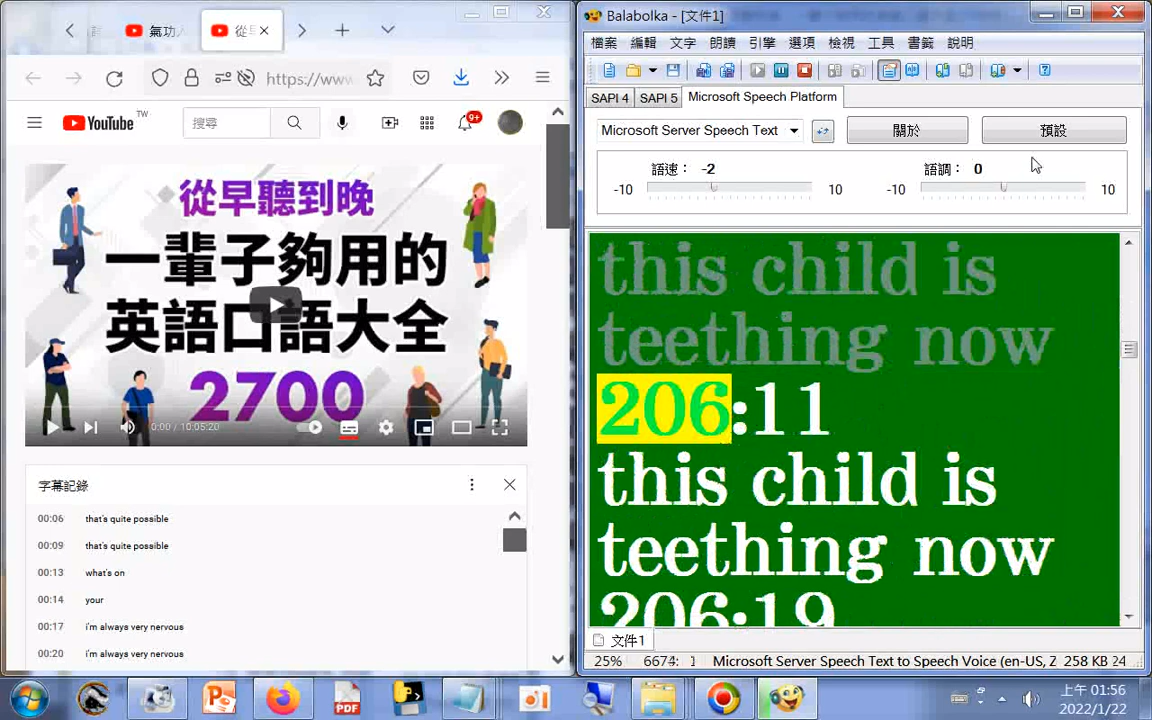 從
https://www
YouTube
TW
搜尋
9+
從早聽到晚
一輩子夠用的
英語口語大全
2700
0:00 / 10:05:20
字幕記錄
00:06 that's quite possible
00:09 that's quite possible
00:13 what's on
00:14 your
00:17 i'm always very nervous
00:20 i'm always very nervous
Balabolka - [文件1]
檔案 編輯 文字 朗讀 引擎 選項 檢視 工具 書籤 說明
SAPI 4 SAPI 5 Microsoft Speech Platform
Microsoft Server Speech Text 關於 預設
語速： -2 語調： 0
-10 10 -10 10
this child is
teething now
206:11
this child is
teething now
206:19
文件1
25% 6674: 1 Microsoft Server Speech Text to Speech Voice (en-US, Z 258 KB 24
PDF
上午 01:56
2022/1/22